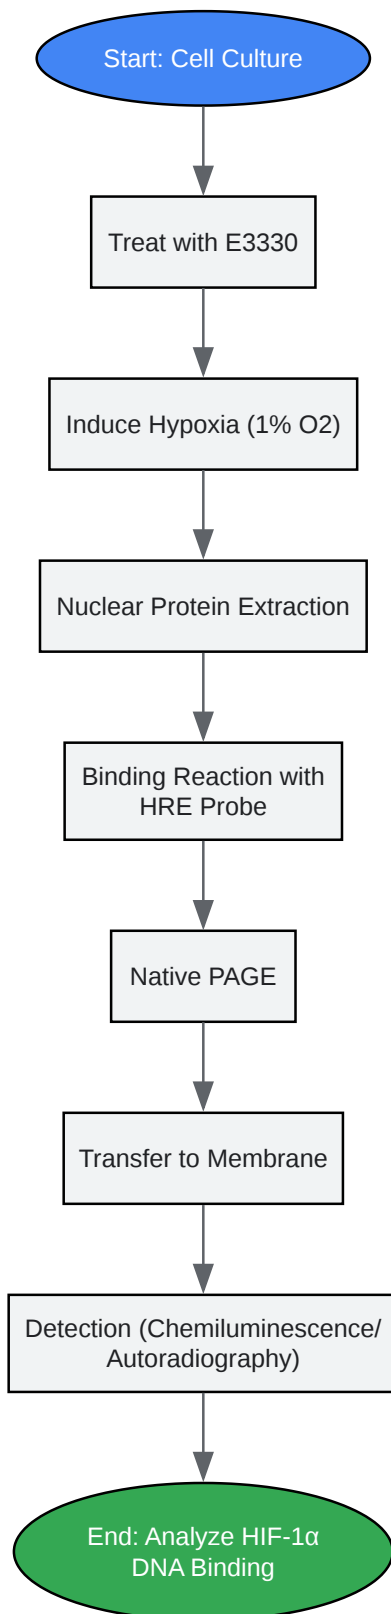 Start: Cell Culture
Treat with E3330
Induce Hypoxia (1% O2)
Nuclear Protein Extraction
Binding Reaction with
HRE Probe
Native PAGE
Transfer to Membrane
Detection (Chemiluminescence/
Autoradiography)
End: Analyze HIF-1α
DNA Binding